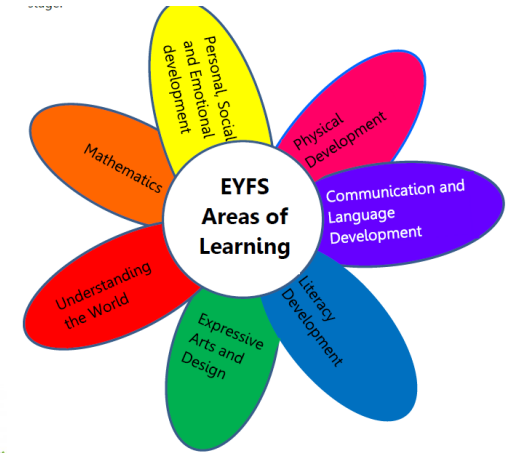 EYFS
Areas of
Learning
Personal, Social
and Emotional
development
Physical
Development
Communication and
Language
Development
Literacy
Development
Expressive
Arts and
Design
Understanding
the World
Mathematics